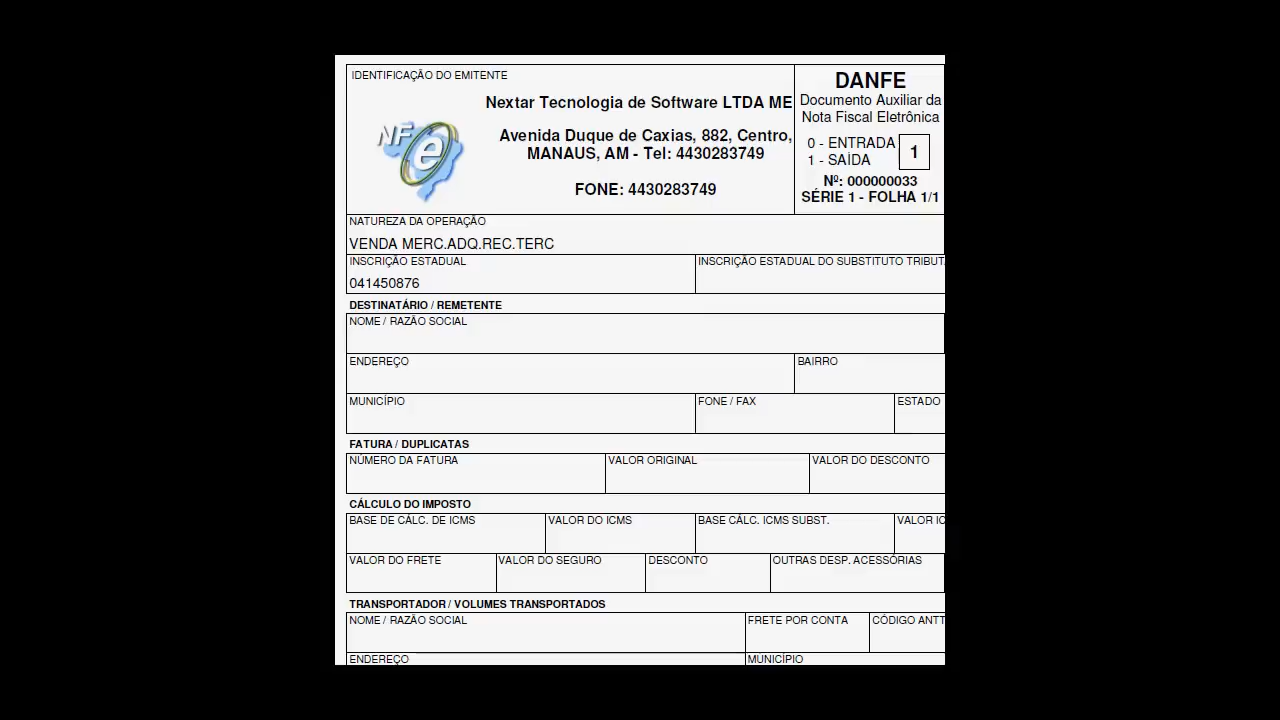 IDENTIFICAÇÃO DO EMITENTE
NFe
Nextar Tecnologia de Software LTDA ME
Avenida Duque de Caxias, 882, Centro,
MANAUS, AM - Tel: 4430283749
FONE: 4430283749
DANFE
Documento Auxiliar da
Nota Fiscal Eletrônica
0 - ENTRADA
1 - SAÍDA
1
Nº: 000000033
SÉRIE 1 - FOLHA 1/1
NATUREZA DA OPERAÇÃO
VENDA MERC.ADQ.REC.TERC
INSCRIÇÃO ESTADUAL
041450876
INSCRIÇÃO ESTADUAL DO SUBSTITUTO TRIBUT
DESTINATÁRIO / REMETENTE
NOME / RAZÃO SOCIAL
ENDEREÇO
BAIRRO
MUNICÍPIO
FONE / FAX
ESTADO
FATURA / DUPLICATAS
NÚMERO DA FATURA
VALOR ORIGINAL
VALOR DO DESCONTO
CÁLCULO DO IMPOSTO
BASE DE CÁLC. DE ICMS
VALOR DO ICMS
BASE CÁLC. ICMS SUBST.
VALOR IC
VALOR DO FRETE
VALOR DO SEGURO
DESCONTO
OUTRAS DESP. ACESSÓRIAS
TRANSPORTADOR / VOLUMES TRANSPORTADOS
NOME / RAZÃO SOCIAL
FRETE POR CONTA
CÓDIGO ANTT
ENDEREÇO
MUNICÍPIO